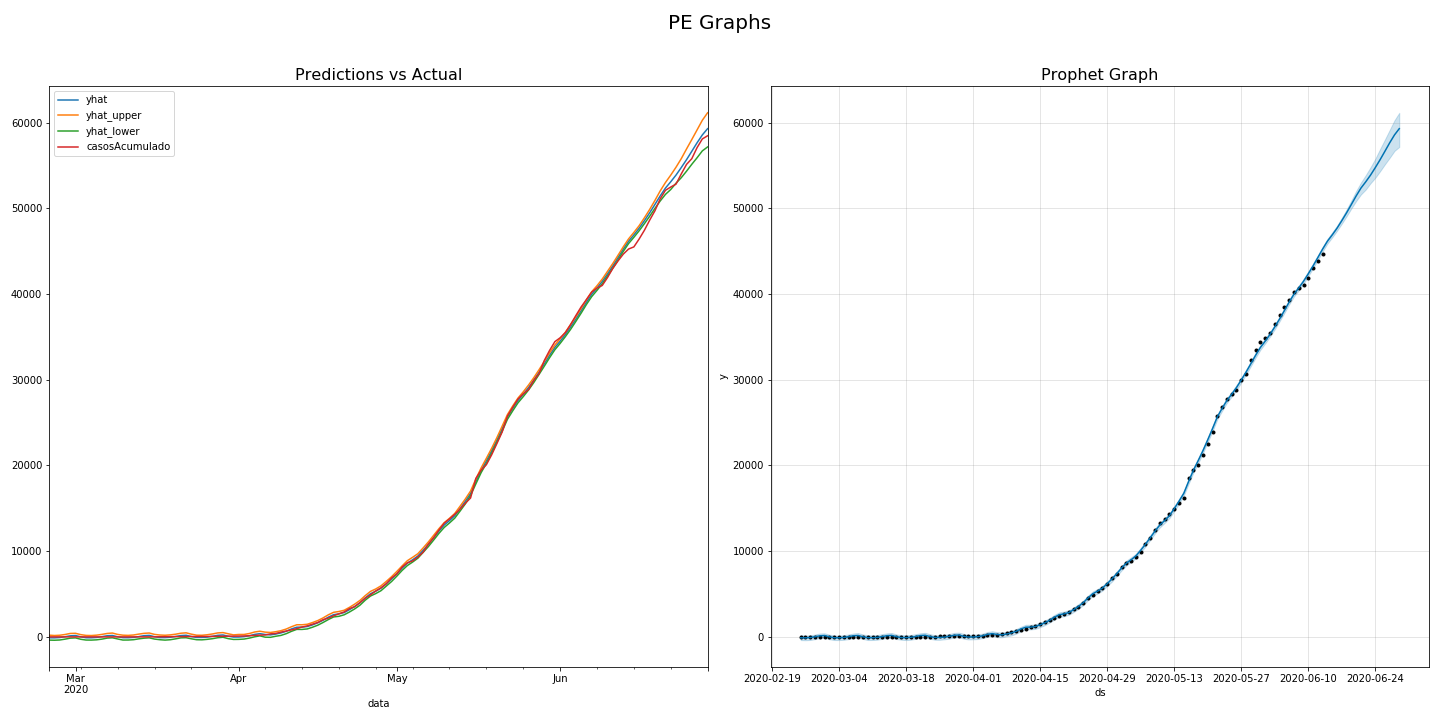 PE Graphs
Predictions vs Actual
yhat
yhat_upper
yhat_lower
casosAcumulado
60000
50000
40000
30000
20000
10000
0
Mar
2020
Apr
May
Jun
data
Prophet Graph
y
60000
50000
40000
30000
20000
10000
0
2020-02-19
2020-03-04
2020-03-18
2020-04-01
2020-04-15
2020-04-29
2020-05-13
2020-05-27
2020-06-10
2020-06-24
ds